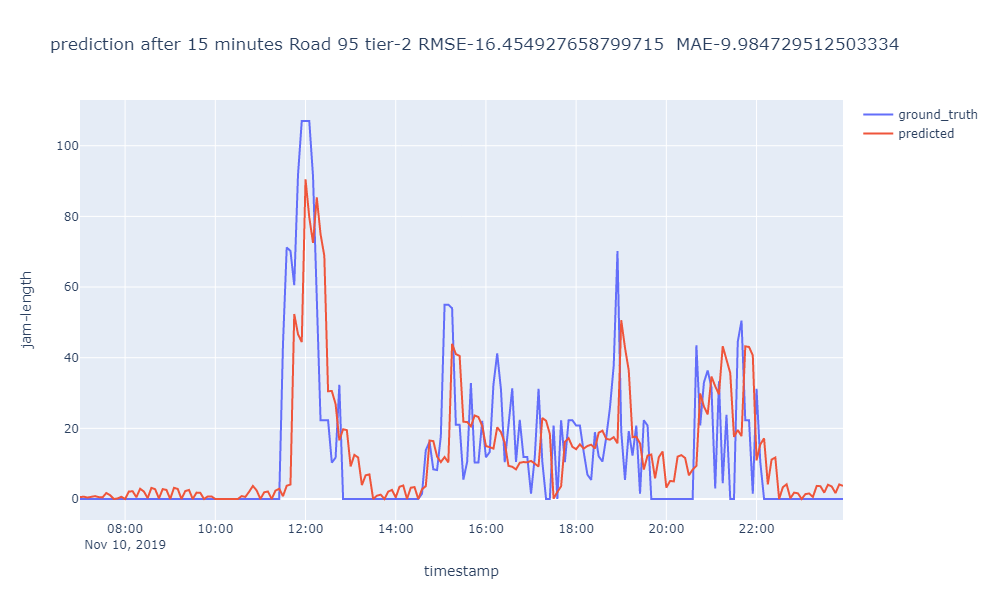 prediction after 15 minutes Road 95 tier-2 RMSE-16.454927658799715  MAE-9.984729512503334
ground_truth
predicted
jam-length
100
80
60
40
20
0
08:00 10:00 12:00 14:00 16:00 18:00 20:00 22:00
Nov 10, 2019
timestamp